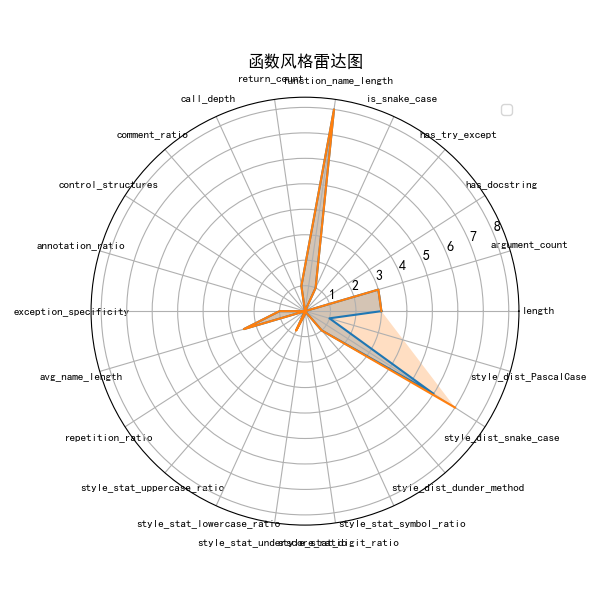 函数风格雷达图
return_count
function_name_length
call_depth
is_snake_case
comment_ratio
has_try_except
control_structures
has_docstring
annotation_ratio
argument_count
exception_specificity
length
avg_name_length
style_dist_PascalCase
repetition_ratio
style_dist_snake_case
style_stat_uppercase_ratio
style_dist_dunder_method
style_stat_lowercase_ratio
style_stat_symbol_ratio
style_stat_underscore_ratio
style_stat_digit_ratio
1
2
3
4
5
6
7
8